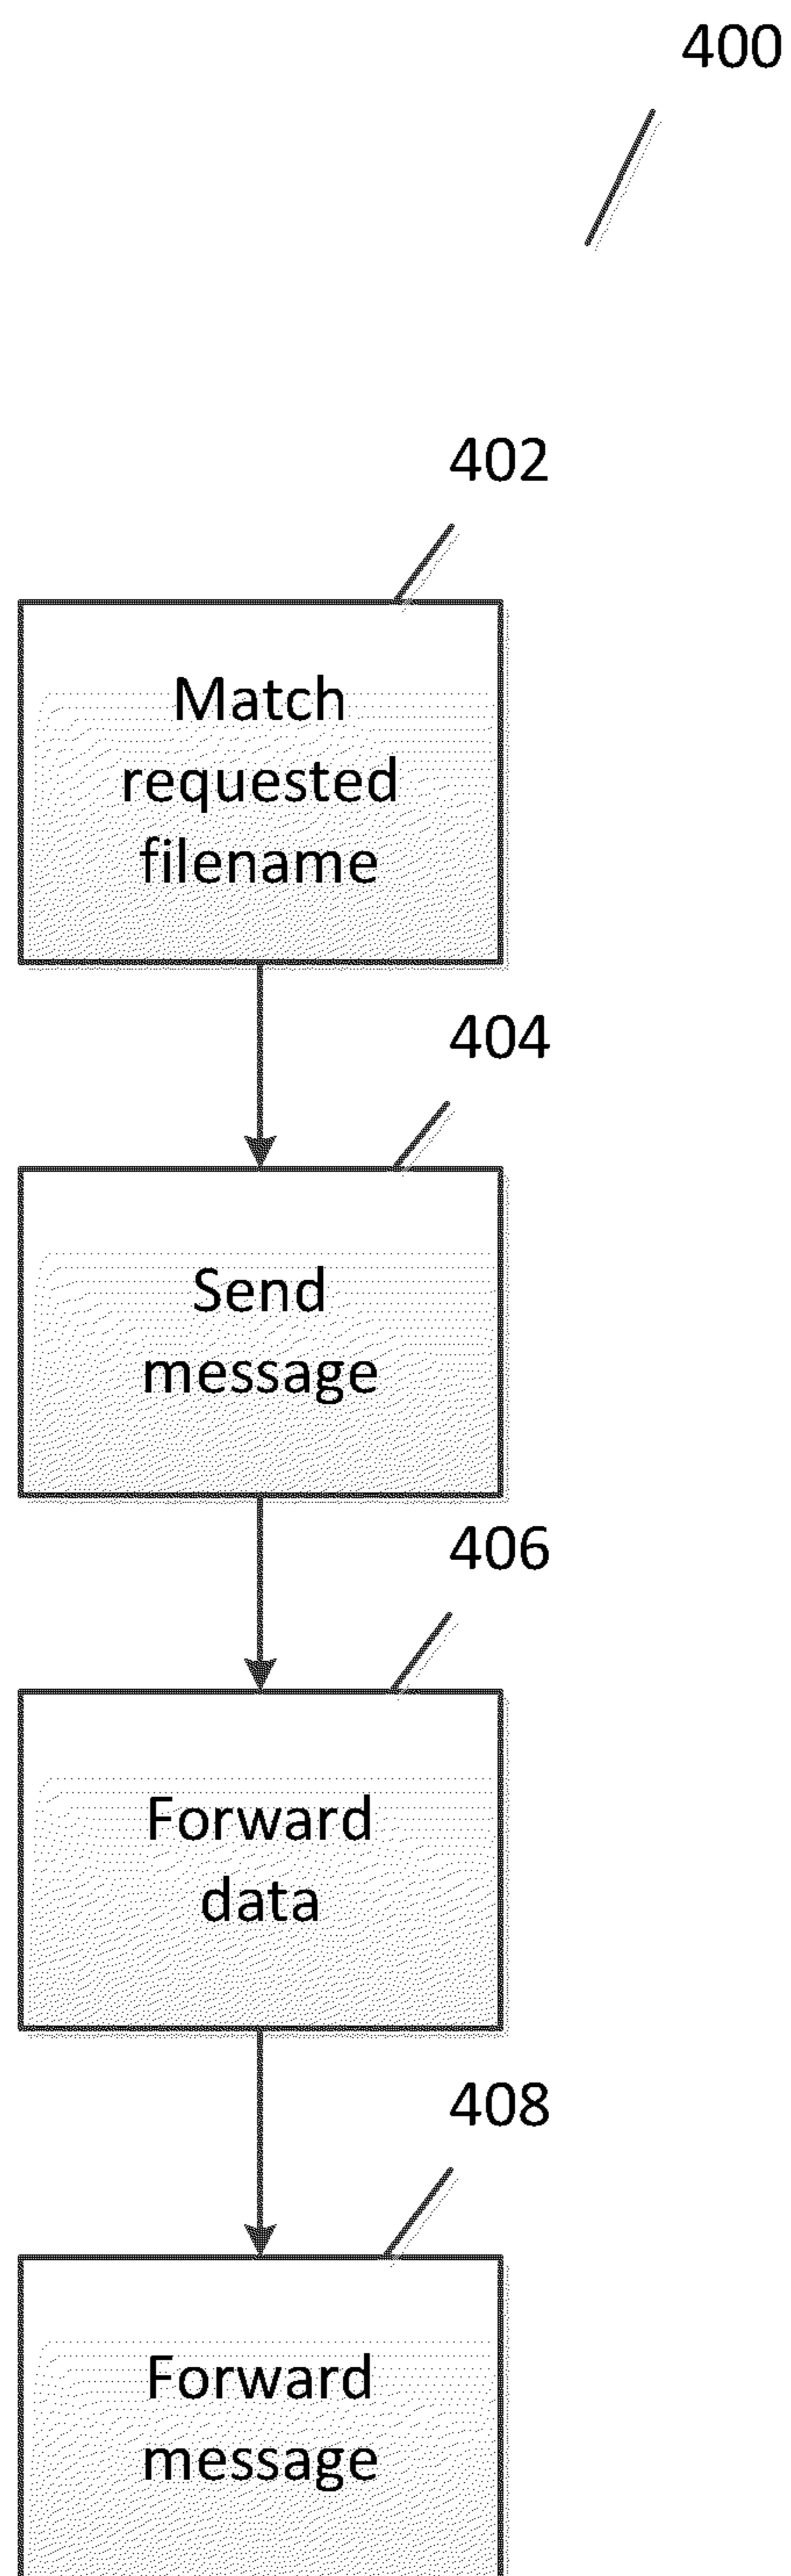 400
402
Match
requested
filename
404
Send
message
406
Forward
data
408
Forward
message